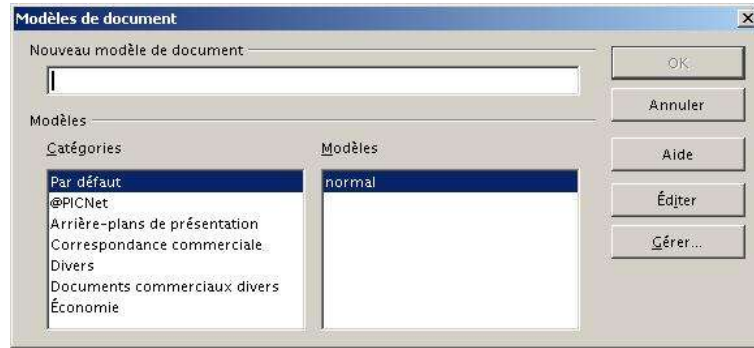 Modèles de document
Nouveau modèle de document
OK
Annuler
Modèles
Catégories
Modèles
Aide
Par défaut
normal
@PICNet
Éditer
Arrière-plans de présentation
Correspondance commerciale
Gérer...
Divers
Documents commerciaux divers
Économie